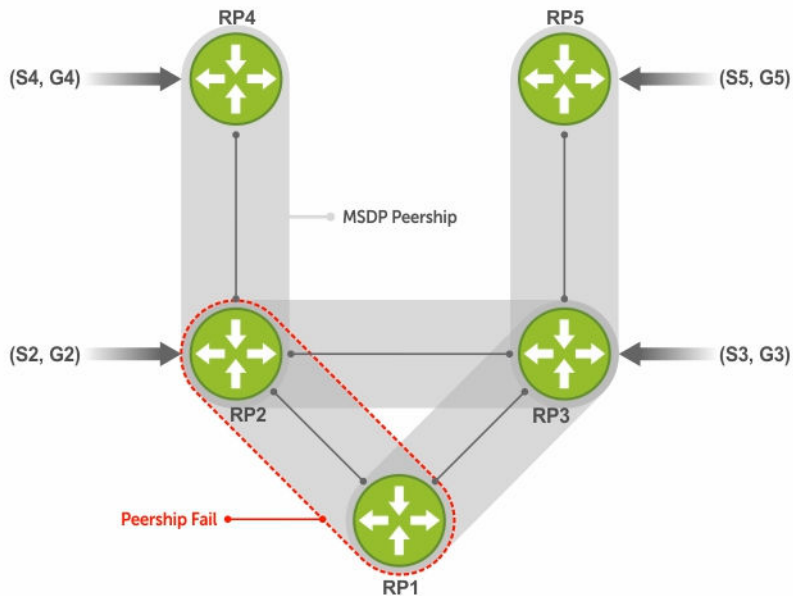 RP4
RP5
(S4, G4)
(S5, G5)
MSDP Peership
(S2, G2)
(S3, G3)
RP2
RP3
Peership Fail
RP1